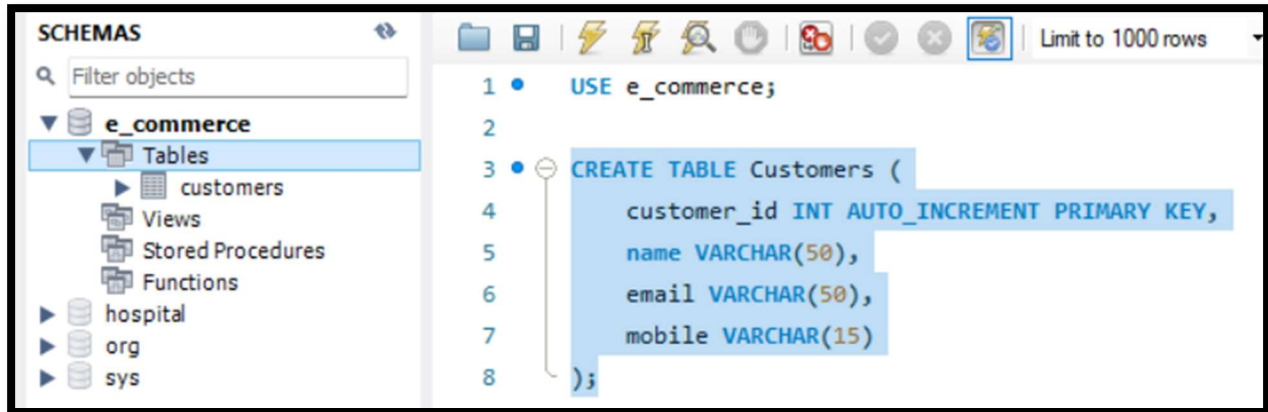 SCHEMAS
Filter objects
e_commerce
Tables
customers
Views
Stored Procedures
Functions
hospital
org
sys
Limit to 1000 rows
1 USE e_commerce;
2
3 CREATE TABLE Customers (
4 customer_id INT AUTO_INCREMENT PRIMARY KEY,
5 name VARCHAR(50),
6 email VARCHAR(50),
7 mobile VARCHAR(15)
8 );